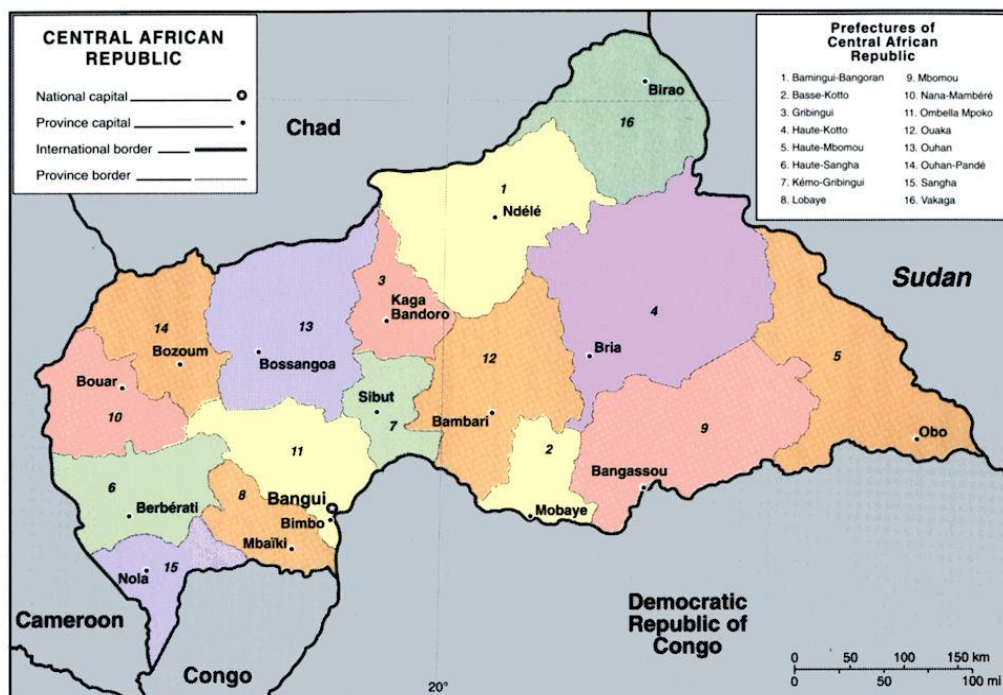 CENTRAL AFRICAN
REPUBLIC
National capital
Province capital
International border
Province border
Prefectures of
Central African
Republic
1. Bamingui-Bangoran
2. Basse-Kotto
3. Gribingui
4. Haute-Kotto
5. Haute-Mbomou
6. Haute-Sangha
7. Kémo-Gribingui
8. Lobaye
9. Mbomou
10. Nana-Mambéré
11. Ombella Mpoko
12. Ouaka
13. Ouhan
14. Ouhan-Pandé
15. Sangha
16. Vakaga
Birao
16
Chad
1
Ndélé
Sudan
3
Kaga
Bandoro
4
14
13
12
5
Bozoum
Bossangoa
Bria
Bouar
10
Sibut
7
Bambari
9
Obo
11
2
Bangassou
6
Berbérati
8
Bangui
Bimbo
Mobaye
Mbaïki
15
Nola
Cameroon
Congo
Democratic
Republic of
Congo
20°
0 50 100 150 km
0 50 100 mi